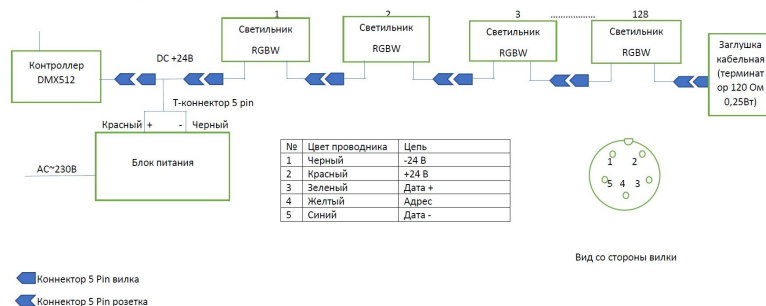 1
2
3
128
Контроллер
DMX512
DC +24В
Светильник
RGBW
Светильник
RGBW
Светильник
RGBW
Светильник
RGBW
Заглушка
кабельная
(терминат
ор 120 Ом
0,25Вт)
Т-коннектор 5 pin
Красный + - Черный
Блок питания
AC~230В
№ Цвет проводника Цепь
1 Черный -24 В
2 Красный +24 В
3 Зеленый Дата +
4 Желтый Адрес
5 Синий Дата -
1 2
5 4 3
Вид со стороны вилки
Коннектор 5 Pin вилка
Коннектор 5 Pin розетка